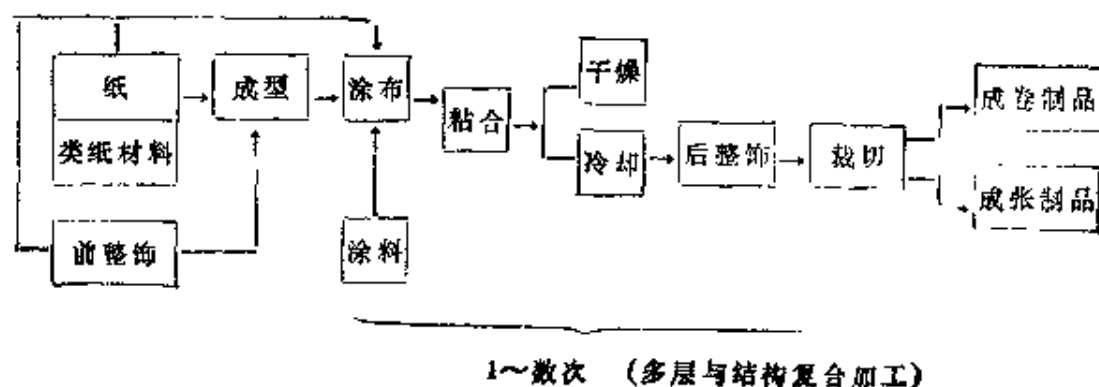 纸
类纸材料
前整饰
成型
涂布
涂料
粘合
干燥
冷却
后整饰
裁切
成卷制品
成张制品
1～数次 （多层与结构复合加工）